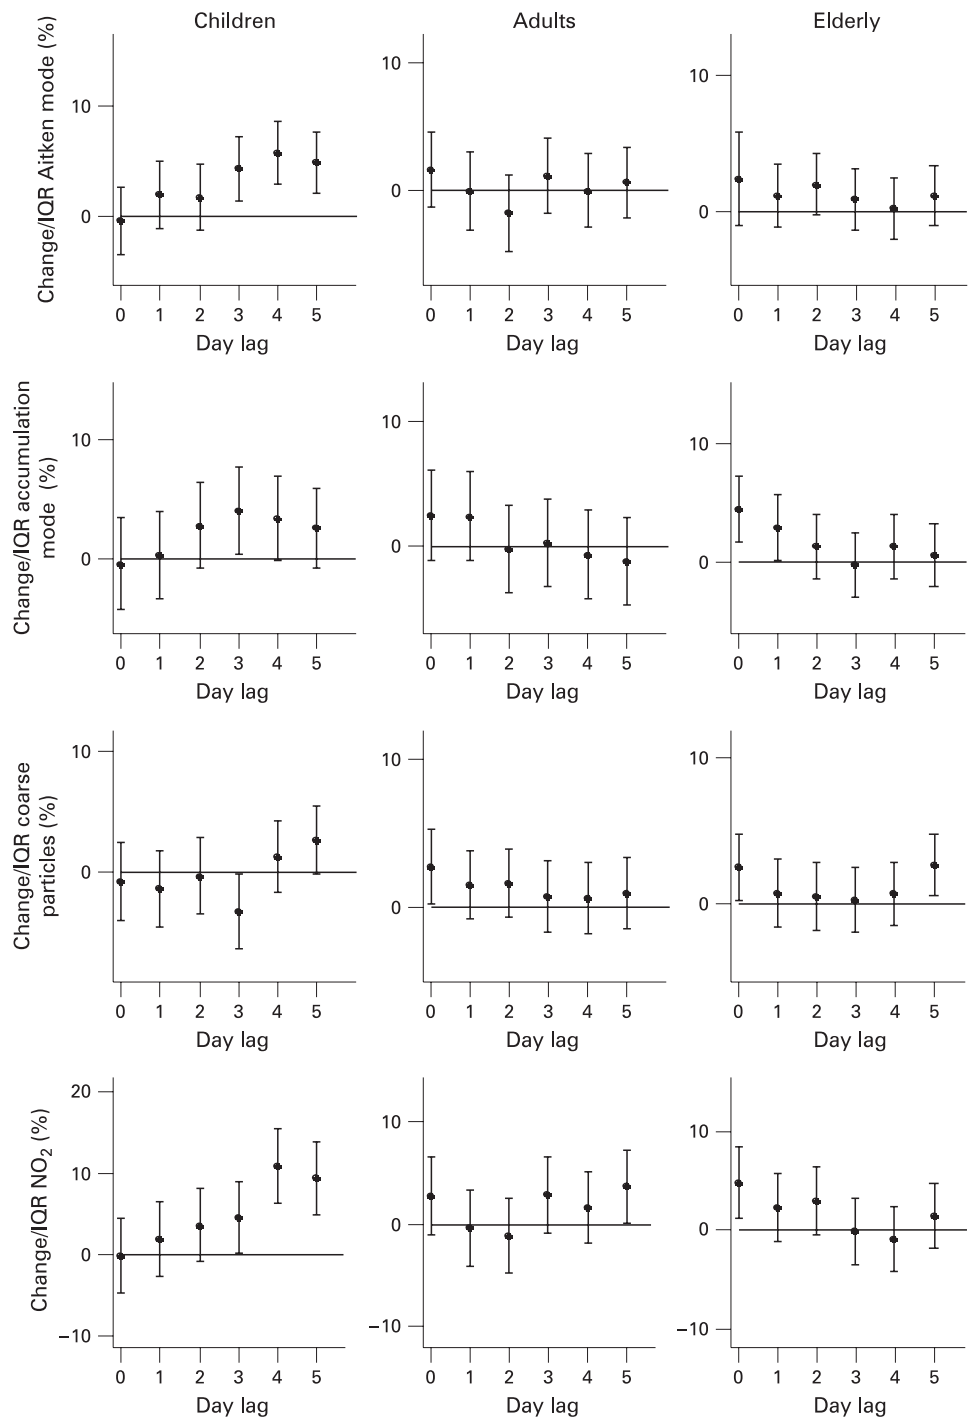 Children
Adults
Elderly
Change/IQR Aitken mode (%)
10
0
0 1 2 3 4 5
Day lag
10
0
0 1 2 3 4 5
Day lag
10
0
0 1 2 3 4 5
Day lag
Change/IQR accumulation
mode (%)
10
0
0 1 2 3 4 5
Day lag
10
0
0 1 2 3 4 5
Day lag
10
0
0 1 2 3 4 5
Day lag
Change/IQR coarse
particles (%)
10
0
0 1 2 3 4 5
Day lag
10
0
0 1 2 3 4 5
Day lag
10
0
0 1 2 3 4 5
Day lag
Change/IQR NO2 (%)
20
10
0
−10
0 1 2 3 4 5
Day lag
10
0
−10
0 1 2 3 4 5
Day lag
10
0
−10
0 1 2 3 4 5
Day lag